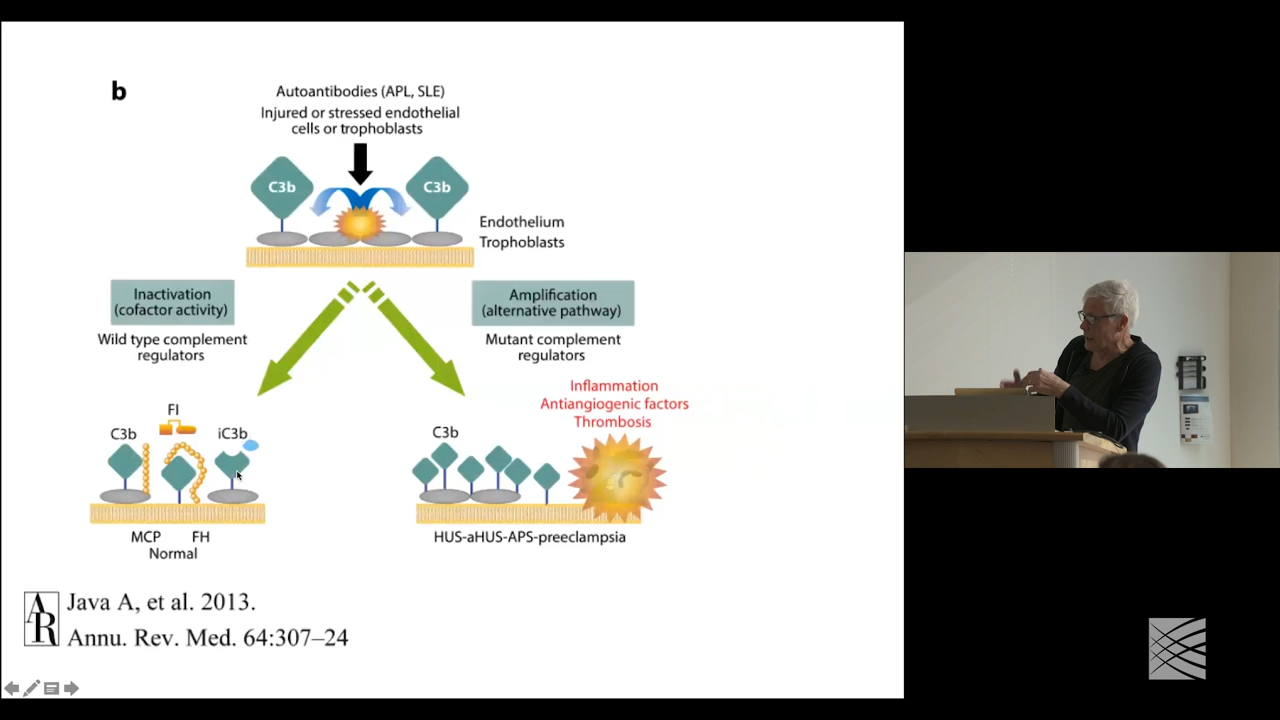 b
Autoantibodies (APL, SLE)
Injured or stressed endothelial
cells or trophoblasts
C3b
C3b
Endothelium
Trophoblasts
Inactivation
(cofactor activity)
Amplification
(alternative pathway)
Wild type complement
regulators
Mutant complement
regulators
Inflammation
Antiangiogenic factors
Thrombosis
FI
C3b
iC3b
C3b
MCP
FH
Normal
HUS-aHUS-APS-preeclampsia
AR
Java A, et al. 2013.
Annu. Rev. Med. 64:307–24